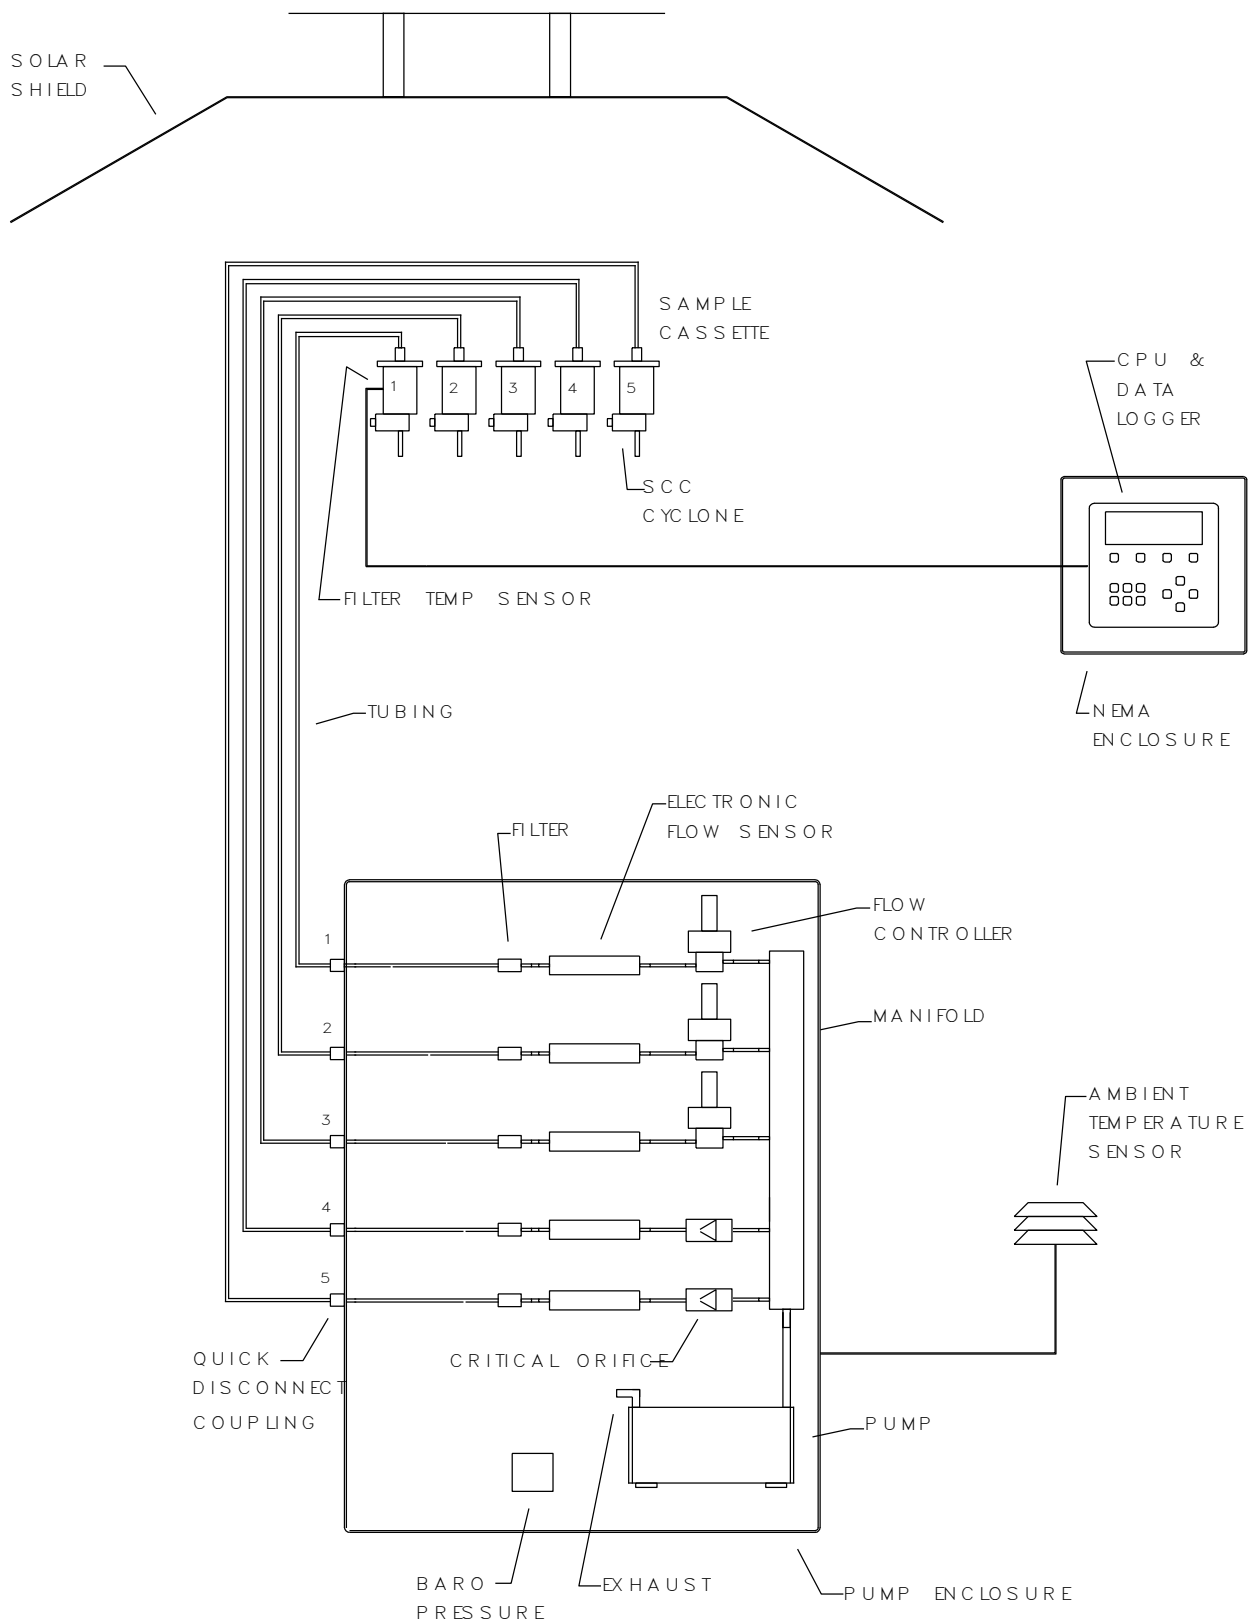 SOLAR
SHIELD
SAMPLE
CASSETTE
1 2 3 4 5
CPU &
DATA
LOGGER
SCC
CYCLONE
FILTER TEMP SENSOR
TUBING
NEMA
ENCLOSURE
ELECTRONIC
FLOW SENSOR
FILTER
FLOW
CONTROLLER
1
MANIFOLD
2
AMBIENT
TEMPERATURE
SENSOR
3
4
5
QUICK
DISCONNECT
COUPLING
CRITICAL ORIFICE
PUMP
BARO
PRESSURE
EXHAUST
PUMP ENCLOSURE